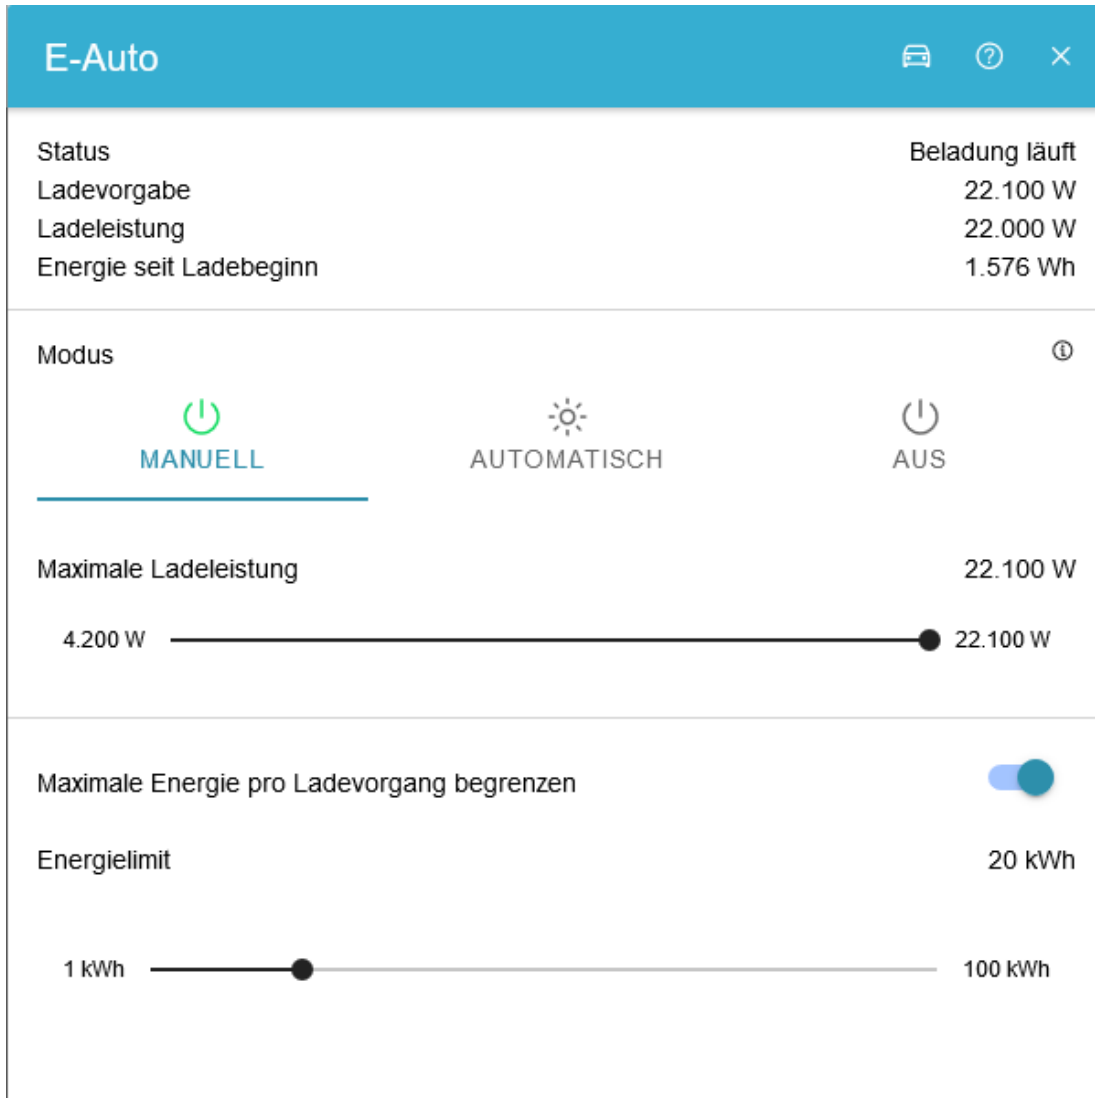 E-Auto
Status Beladung läuft
Ladevorgabe 22.100 W
Ladeleistung 22.000 W
Energie seit Ladebeginn 1.576 Wh
Modus
MANUELL AUTOMATISCH AUS
Maximale Ladeleistung 22.100 W
4.200 W 22.100 W
Maximale Energie pro Ladevorgang begrenzen
Energielimit 20 kWh
1 kWh 100 kWh